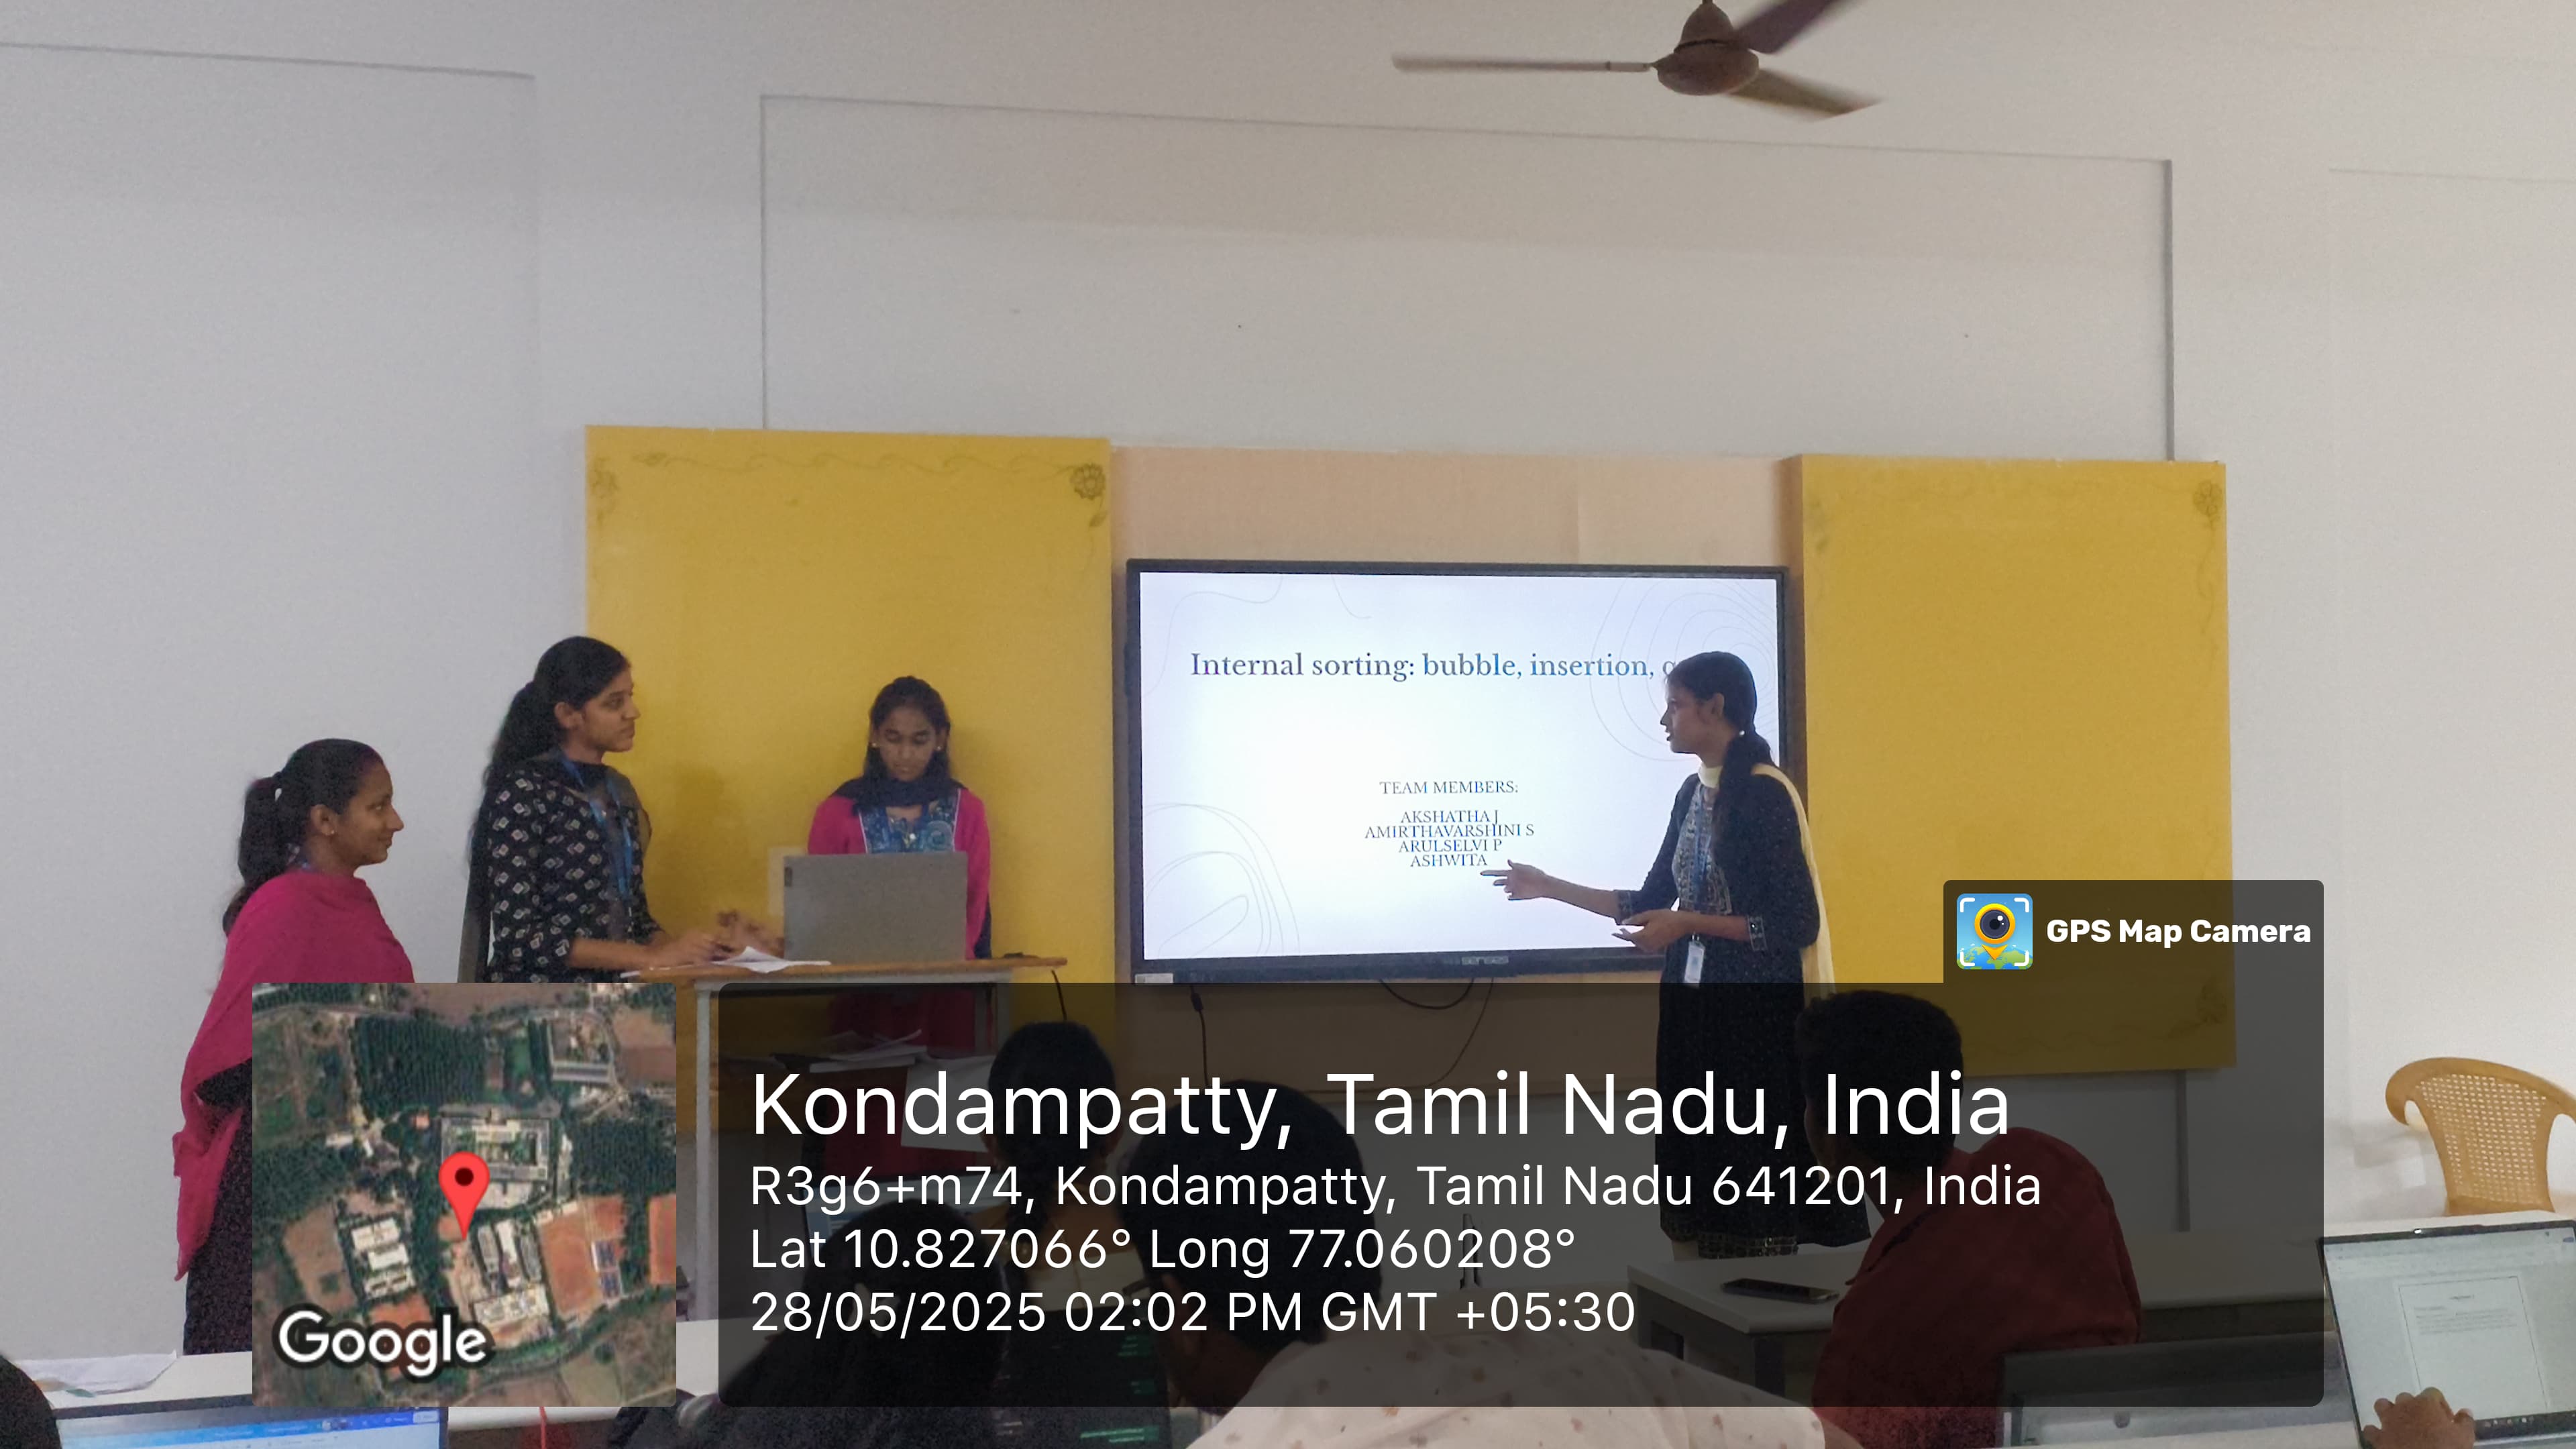 Internal sorting: bubble, insertion,
TEAM MEMBERS:
AKSHATHA J
AMIRTHAVARSHINI S
ARULSELVI P
ASHWITA
senses
GPS Map Camera
Kondampatty, Tamil Nadu, India
R3g6+m74, Kondampatty, Tamil Nadu 641201, India
Lat 10.827066° Long 77.060208°
28/05/2025 02:02 PM GMT +05:30
Google